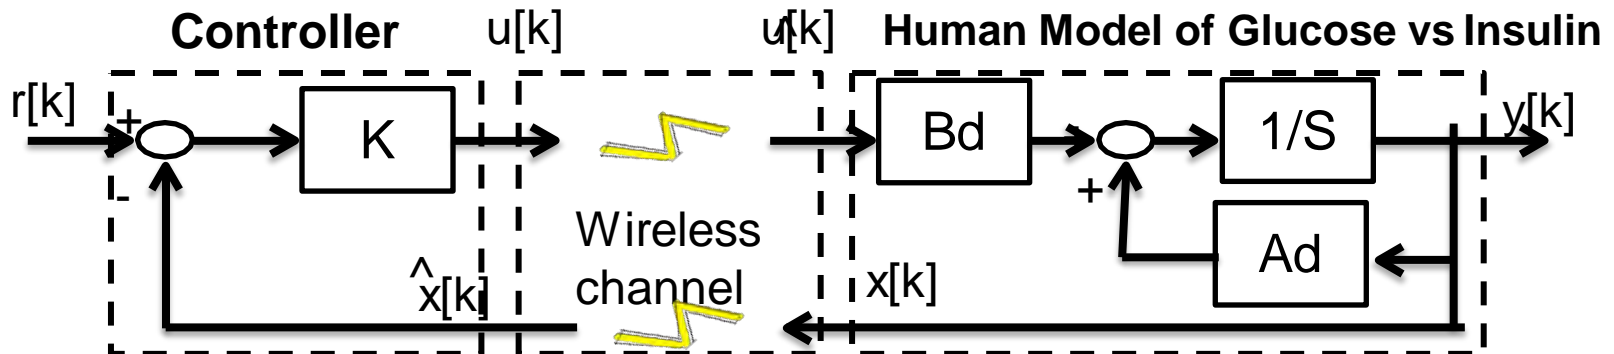 Controller
u[k]
û[k]
Human Model of Glucose vs Insulin
r[k]
+
K
Bd
1/S
y[k]
-
+
Ad
Wireless
channel
x̂[k]
x[k]